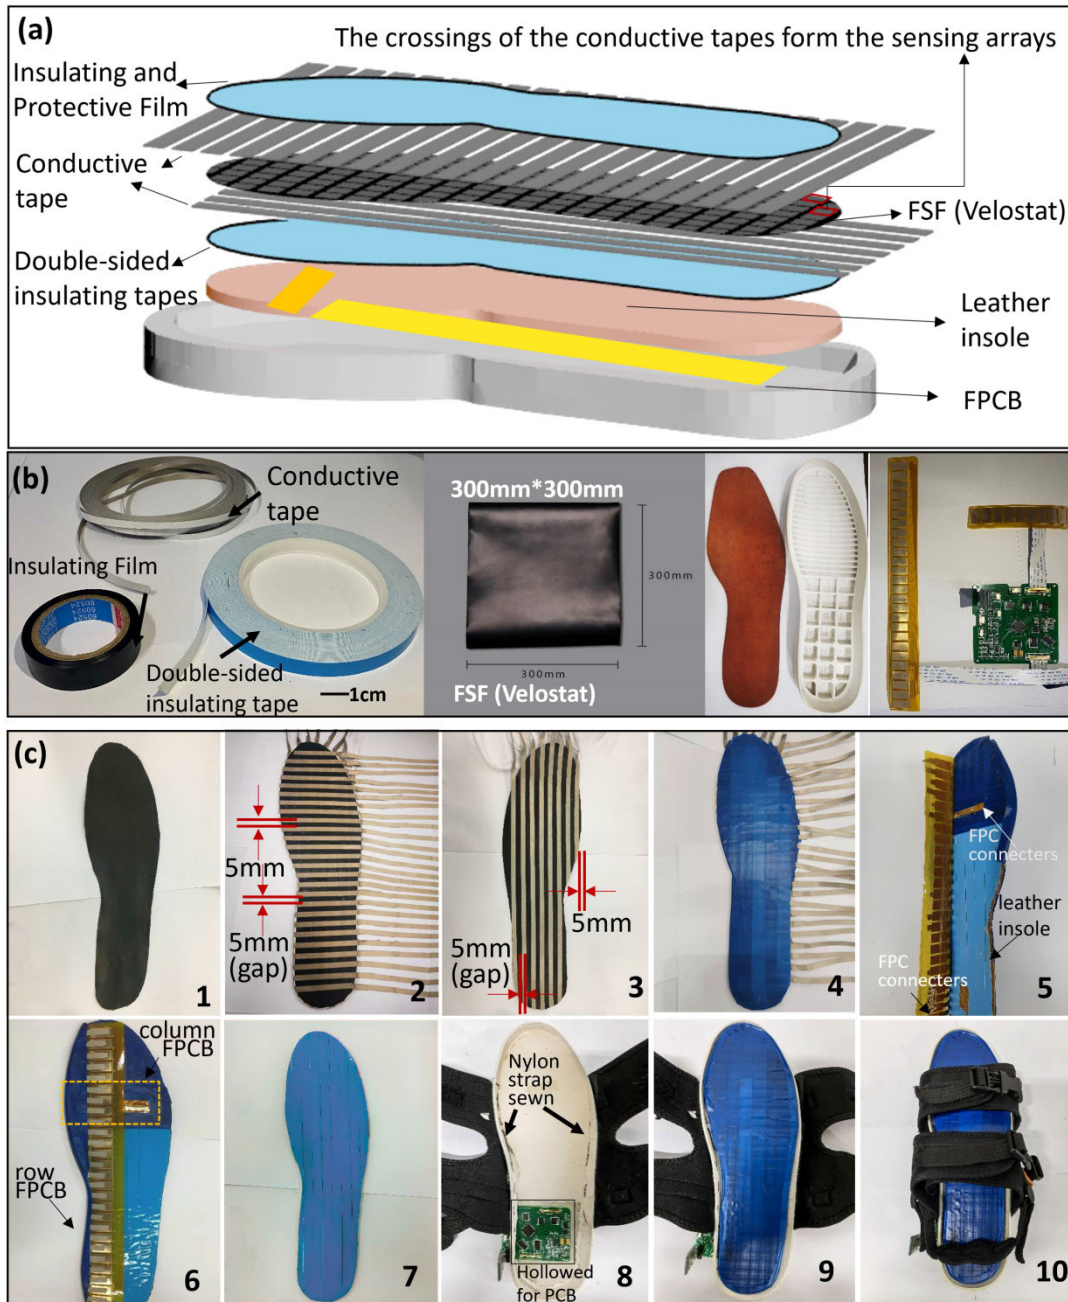 (a)
The crossings of the conductive tapes form the sensing arrays
Insulating and
Protective Film
Conductive
tape
FSF (Velostat)
Double-sided
insulating tapes
Leather
insole
FPCB
(b)
Conductive
tape
Insulating Film
Double-sided
insulating tape
1cm
300mm*300mm
300mm
300mm
FSF (Velostat)
(c)
1
5mm
5mm
(gap)
2
5mm
5mm
(gap)
3
4
FPC
connecters
leather
insole
FPC
connecters
5
column
FPCB
row
FPCB
6
7
Nylon
strap
sewn
Hollowed
for PCB
8
9
10